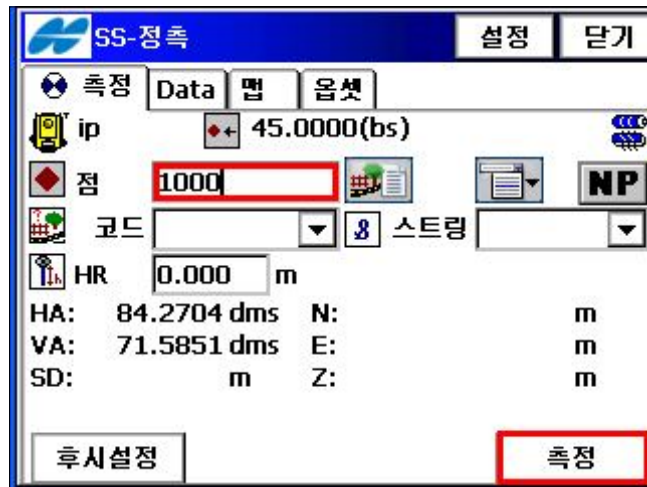 SS-정측 설정 닫기
측정 Data 맵 옵셋
ip 45.0000(bs)
점 1000 NP
코드 8 스트링
HR 0.000 m
HA: 84.2704 dms N: m
VA: 71.5851 dms E: m
SD: m Z: m
후시설정 측정